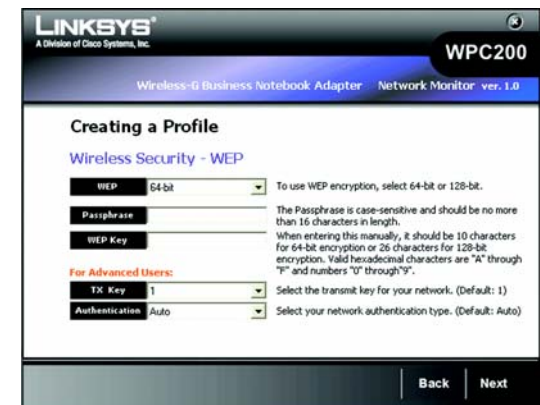 LINKSYS®
A Division of Cisco Systems, Inc.
WPC200
Wireless-G Business Notebook Adapter Network Monitor ver. 1.0
Creating a Profile
Wireless Security - WEP
WEP 64-bit To use WEP encryption, select 64-bit or 128-bit.
Passphrase The Passphrase is case-sensitive and should be no more
than 16 characters in length.
WEP Key When entering this manually, it should be 10 characters
for 64-bit encryption or 26 characters for 128-bit
encryption. Valid hexadecimal characters are "A" through
"F" and numbers "0" through"9".
For Advanced Users:
TX Key 1 Select the transmit key for your network. (Default: 1)
Authentication Auto Select your network authentication type. (Default: Auto)
Back Next